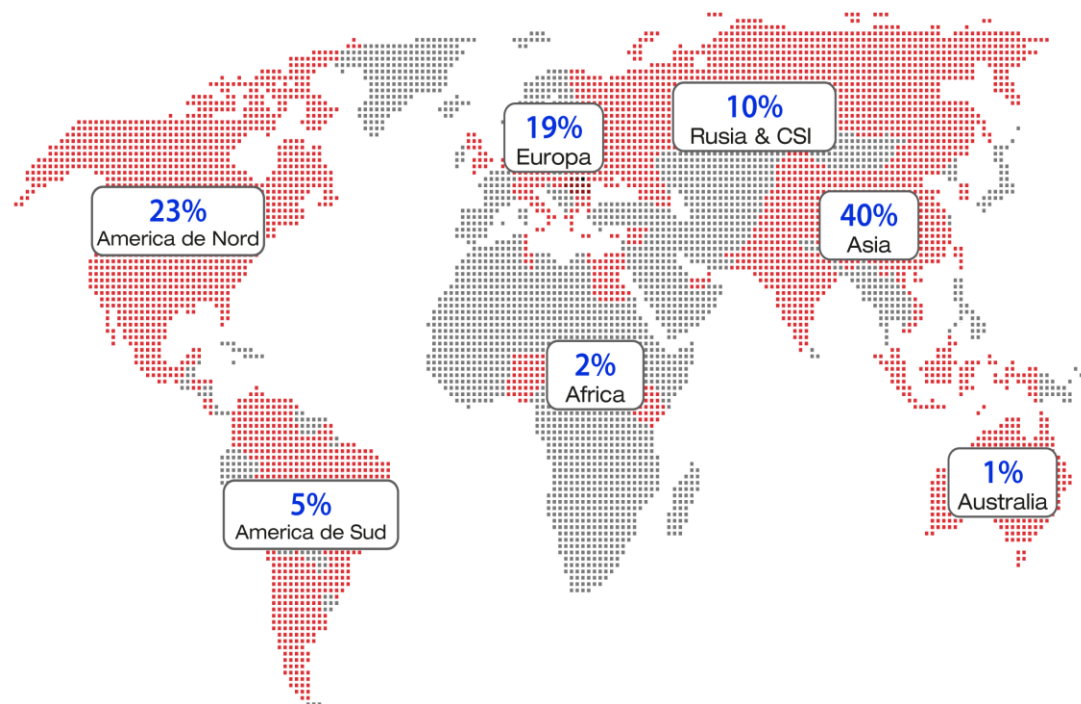 10%
Rusia & CSI
19%
Europa
23%
America de Nord
40%
Asia
2%
Africa
1%
Australia
5%
America de Sud